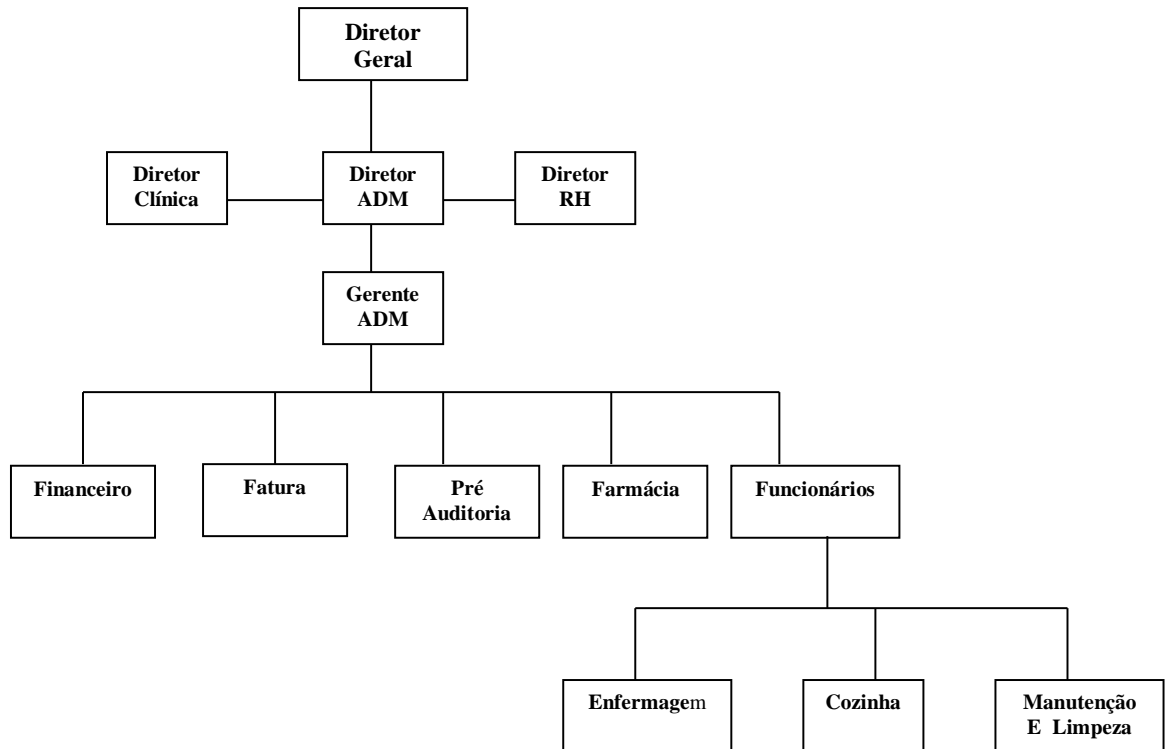 Diretor
Geral
Diretor
Clínica
Diretor
ADM
Diretor
RH
Gerente
ADM
Financeiro
Fatura
Pré
Auditoria
Farmácia
Funcionários
Enfermagem
Cozinha
Manutenção
E Limpeza